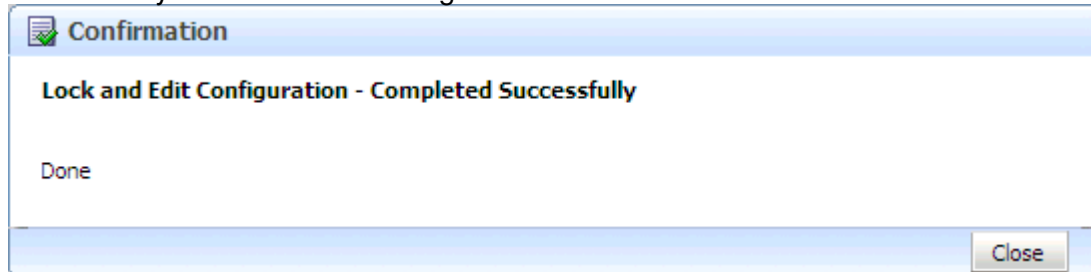 Confirmation
Lock and Edit Configuration - Completed Successfully
Done
Close